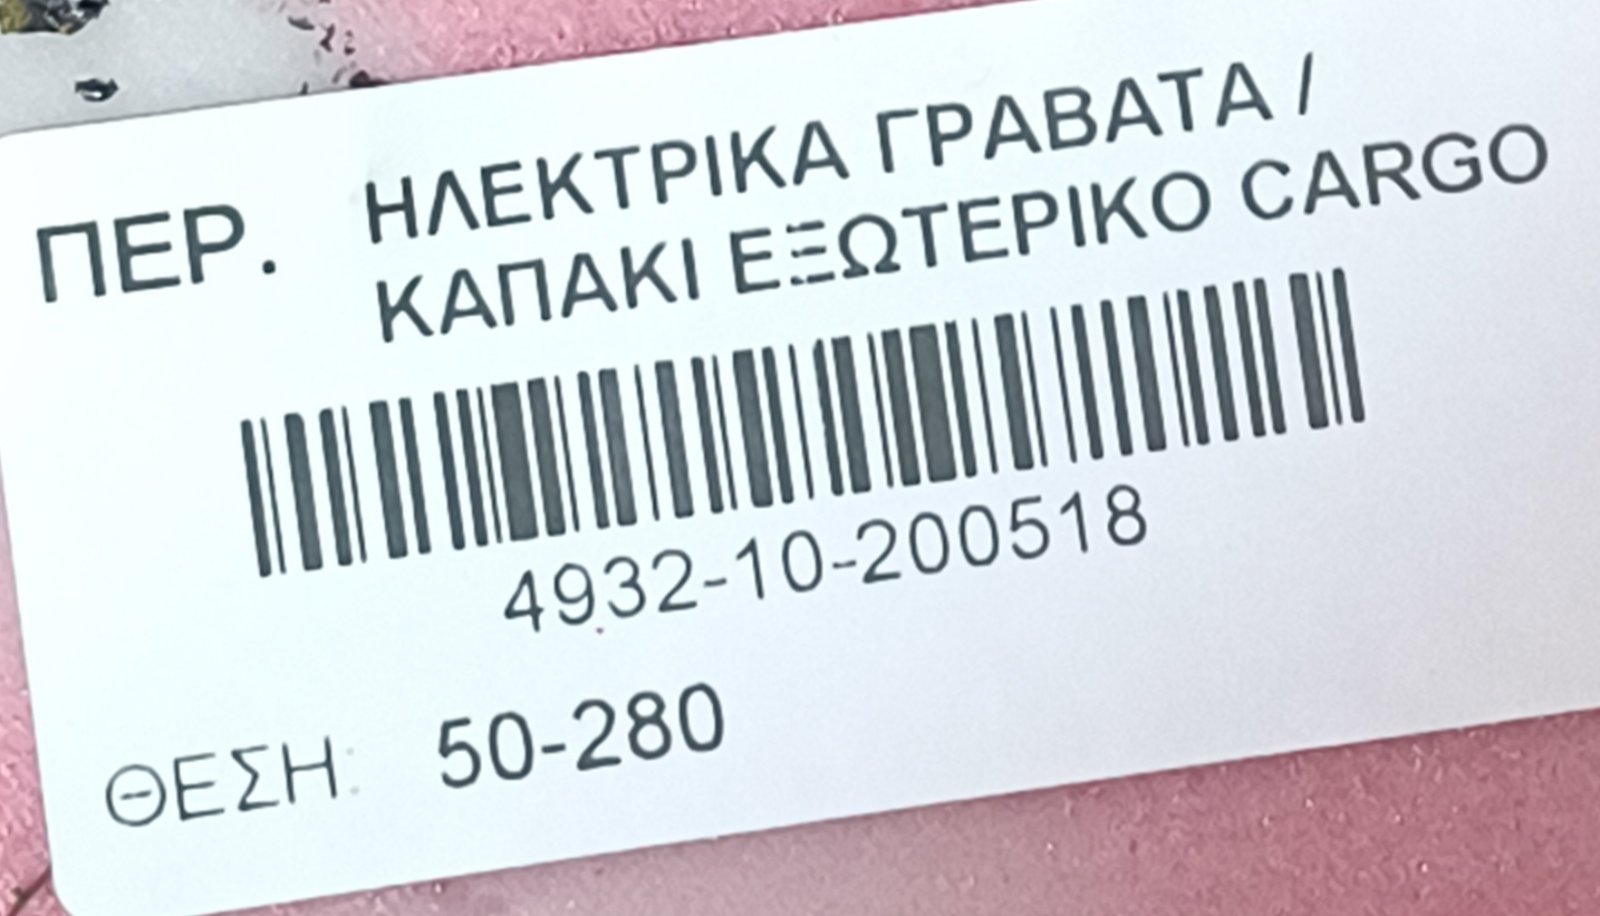 ΠΕΡ. ΗΛΕΚΤΡΙΚΑ ΓΡΑΒΑΤΑ /
ΚΑΠΑΚΙ ΕΞΩΤΕΡΙΚΟ CARGO
4932-10-200518
ΘΕΣΗ: 50-280